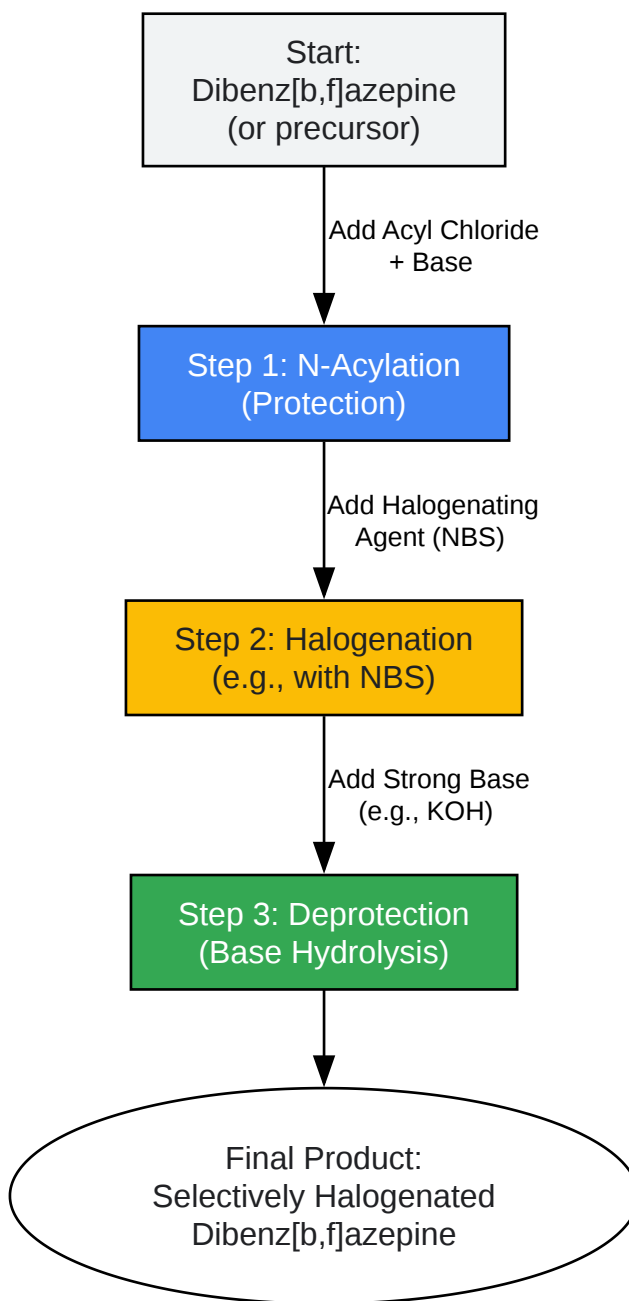 Start:
Dibenz[b,f]azepine
(or precursor)
Add Acyl Chloride
+ Base
Step 1: N-Acylation
(Protection)
Add Halogenating
Agent (NBS)
Step 2: Halogenation
(e.g., with NBS)
Add Strong Base
(e.g., KOH)
Step 3: Deprotection
(Base Hydrolysis)
Final Product:
Selectively Halogenated
Dibenz[b,f]azepine